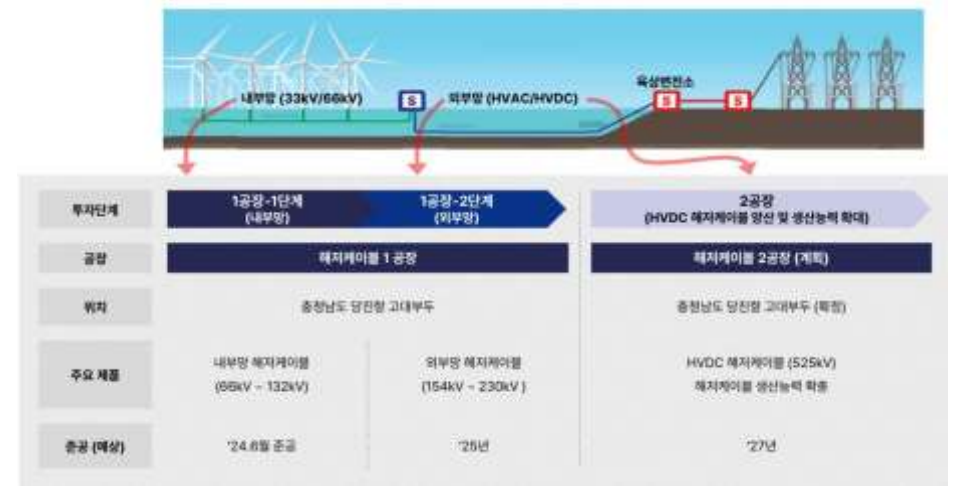 육상변전소
내부망 (33kV/66kV)
S
외부망 (HVAC/HVDC)
S
S
투자단계
1공장-1단계
(내부망)
1공장-2단계
(외부망)
2공장
(HVDC 해저케이블 양산 및 생산능력 확대)
공장
해저케이블 1 공장
해저케이블 2공장 (계획)
위치
충청남도 당진항 고대부두
충청남도 당진항 고대부두 (확정)
주요 제품
내부망 해저케이블
(66kV ~ 132kV)
외부망 해저케이블
(154kV ~ 230kV )
HVDC 해저케이블 (525kV)
해저케이블 생산능력 확충
준공 (예상)
'24.6월 준공
'25년
'27년